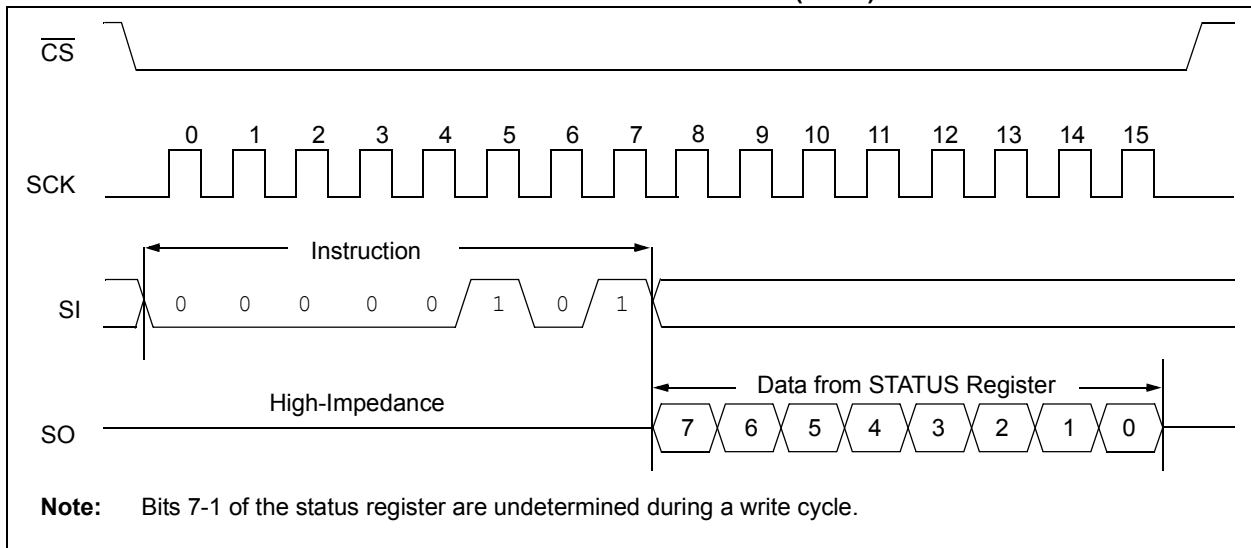 CS
0 1 2 3 4 5 6 7 8 9 10 11 12 13 14 15
SCK
Instruction
SI 0 0 0 0 0 1 0 1
Data from STATUS Register
High-Impedance
SO 7 6 5 4 3 2 1 0
Note: Bits 7-1 of the status register are undetermined during a write cycle.